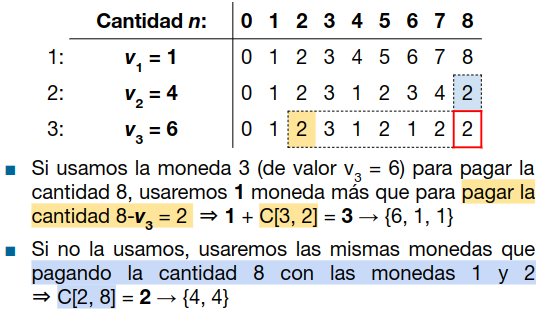 Cantidad n: 0 1 2 3 4 5 6 7 8
1: v1 = 1 0 1 2 3 4 5 6 7 8
2: v2 = 4 0 1 2 3 1 2 3 4 2
3: v3 = 6 0 1 2 3 1 2 1 2 2
■ Si usamos la moneda 3 (de valor v3 = 6) para pagar la
cantidad 8, usaremos 1 moneda más que para pagar la
cantidad 8-v3 = 2 ⇒ 1 + C[3, 2] = 3 → {6, 1, 1}
■ Si no la usamos, usaremos las mismas monedas que
pagando la cantidad 8 con las monedas 1 y 2
⇒ C[2, 8] = 2 → {4, 4}